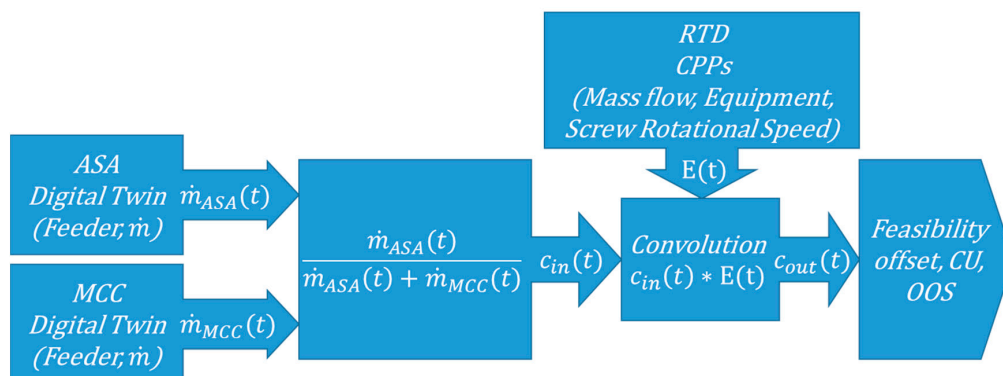 RTD
CPPs
(Mass flow, Equipment,
Screw Rotational Speed)
E(t)
ASA
Digital Twin
(Feeder, ṁ)
ṁ_ASA(t)
MCC
Digital Twin
(Feeder, ṁ)
ṁ_MCC(t)
ṁ_ASA(t)
ṁ_ASA(t) + ṁ_MCC(t)
c_in(t)
Convolution
c_in(t) * E(t)
c_out(t)
Feasibility
offset, CU,
OOS